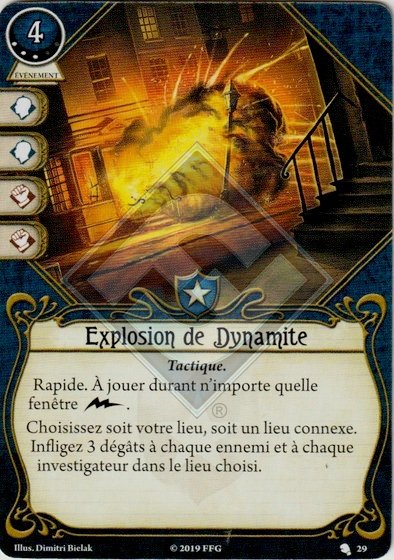 4
ÉVÉNEMENT
Explosion de Dynamite
Tactique.
Rapide. À jouer durant n'importe quelle
fenêtre .
Choisissez soit votre lieu, soit un lieu connexe.
Infligez 3 dégâts à chaque ennemi et à chaque
investigateur dans le lieu choisi.
®
Illus. Dimitri Bielak © 2019 FFG 29